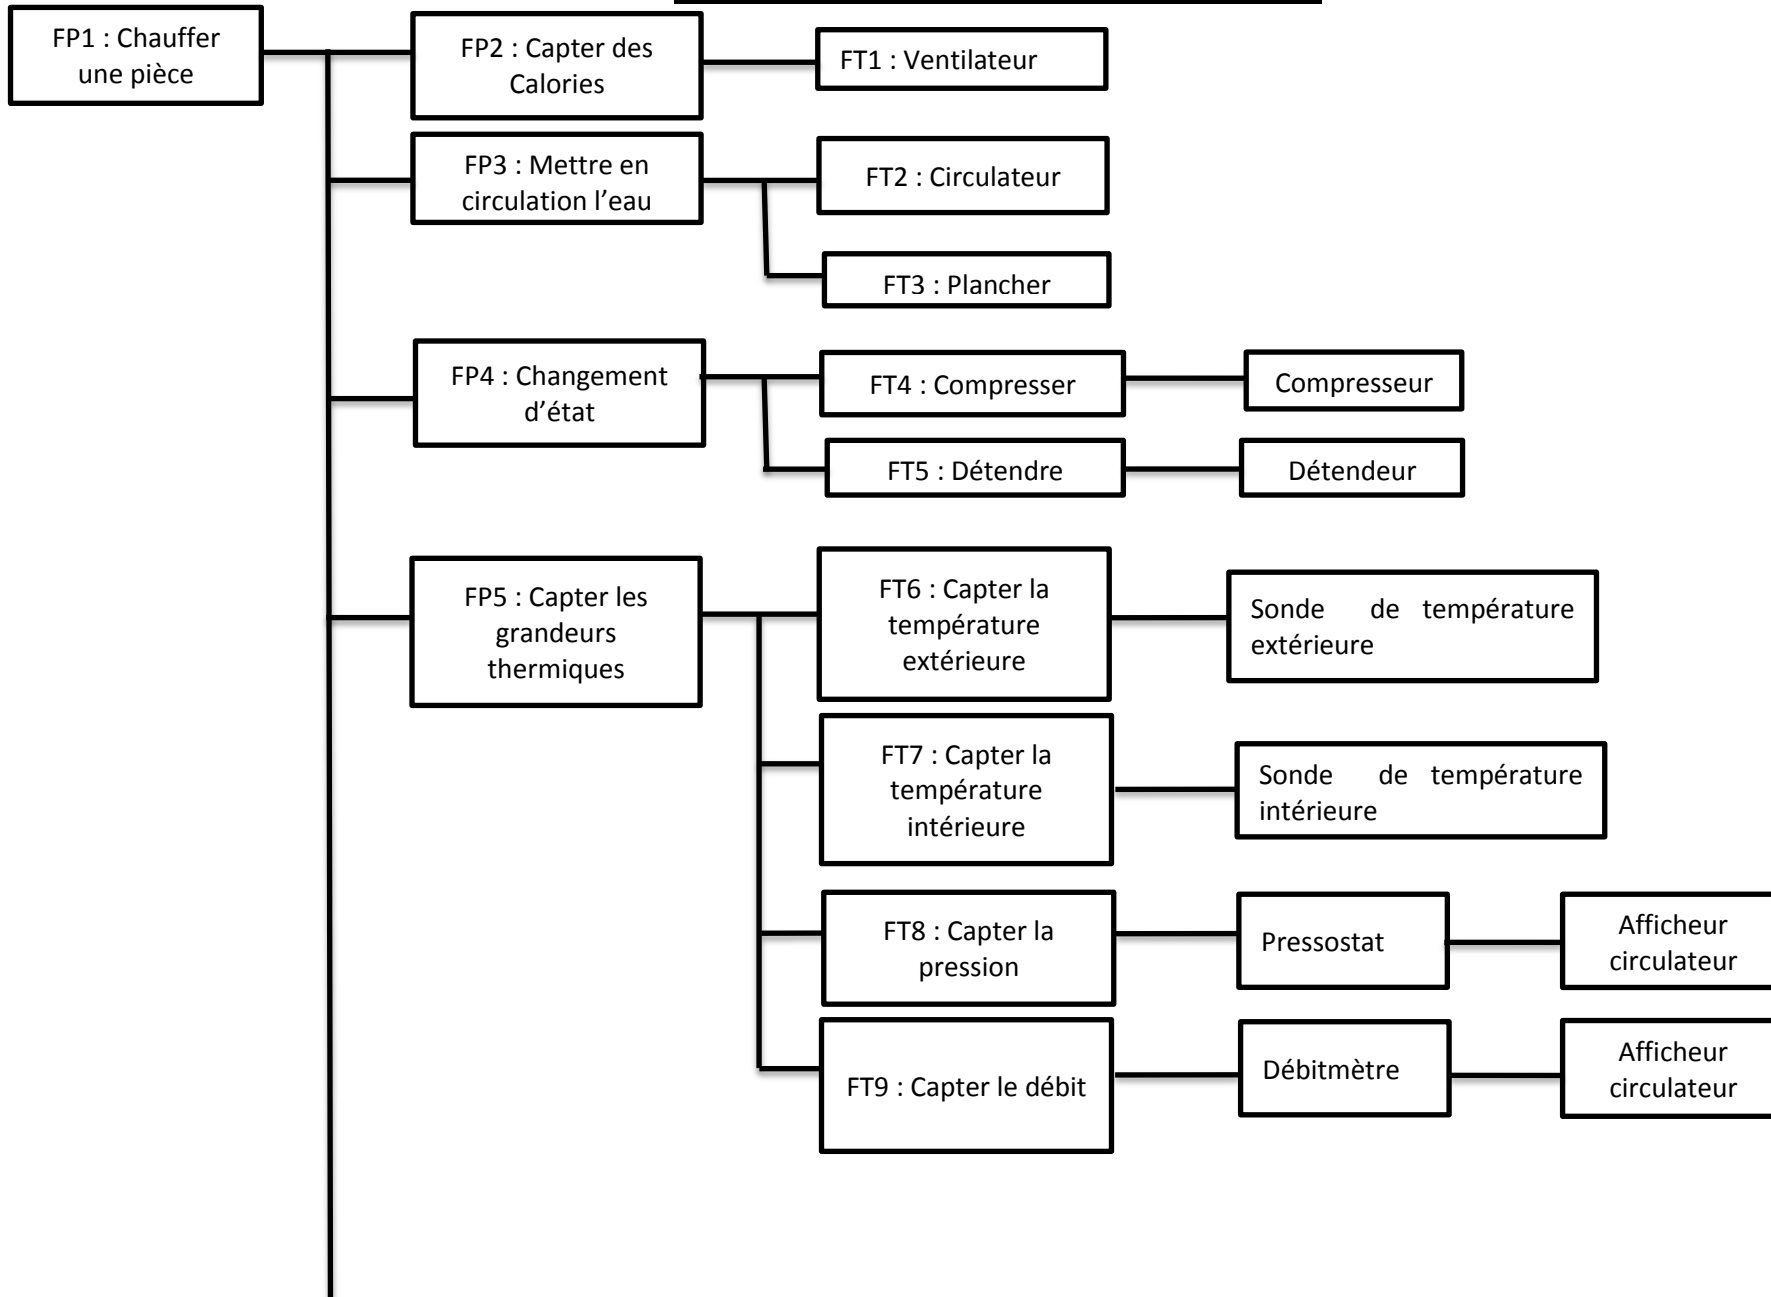 FP1 : Chauffer
une pièce
FP2 : Capter des
Calories
FT1 : Ventilateur
FP3 : Mettre en
circulation l’eau
FT2 : Circulateur
FT3 : Plancher
FP4 : Changement
d’état
FT4 : Compresser
Compresseur
FT5 : Détendre
Détendeur
FP5 : Capter les
grandeurs
thermiques
FT6 : Capter la
température
extérieure
Sonde de température
extérieure
FT7 : Capter la
température
intérieure
Sonde de température
intérieure
FT8 : Capter la
pression
Pressostat
Afficheur
circulateur
FT9 : Capter le débit
Débitmètre
Afficheur
circulateur